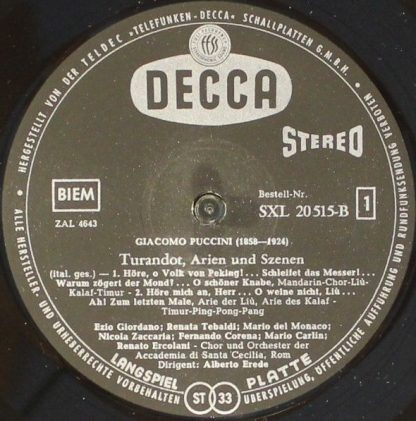 HERGESTELLT VON DER TELDEC »TELEFUNKEN-DECCA« SCHALLPLATTEN G.M.B.H.
DECCA
STEREO
BIEM
ZAL 4643
Bestell-Nr.
SXL 20515-B
1
GIACOMO PUCCINI (1858—1924)
Turandot, Arien und Szenen
(ital. ges.) — 1. Höre, o Volk von Peking!... Schleifet das Messer!...
Warum zögert der Mond?... O schöner Knabe, Mandarin-Chor-Liù-
Kalaf-Timur - 2. Höre mich an, Herr... O weine nicht, Liù...
Ah! Zum letzten Male, Arie der Liù, Arie des Kalaf -
Timur-Ping-Pong-Pang
Ezio Giordano; Renata Tebaldi; Mario del Monaco;
Nicola Zaccaria; Fernando Corena; Mario Carlin;
Renato Ercolani - Chor und Orchester der
Accademia di Santa Cecilia, Rom
Dirigent: Alberto Erede
LANGSPIEL PLATTE
ST 33
ALLE HERSTELLER- UND URHEBERRECHTE VORBEHALTEN
ÜBERSPIELUNG, ÖFFENTLICHE AUFFÜHRUNG UND RUNDFUNKSENDUNG VERBOTEN